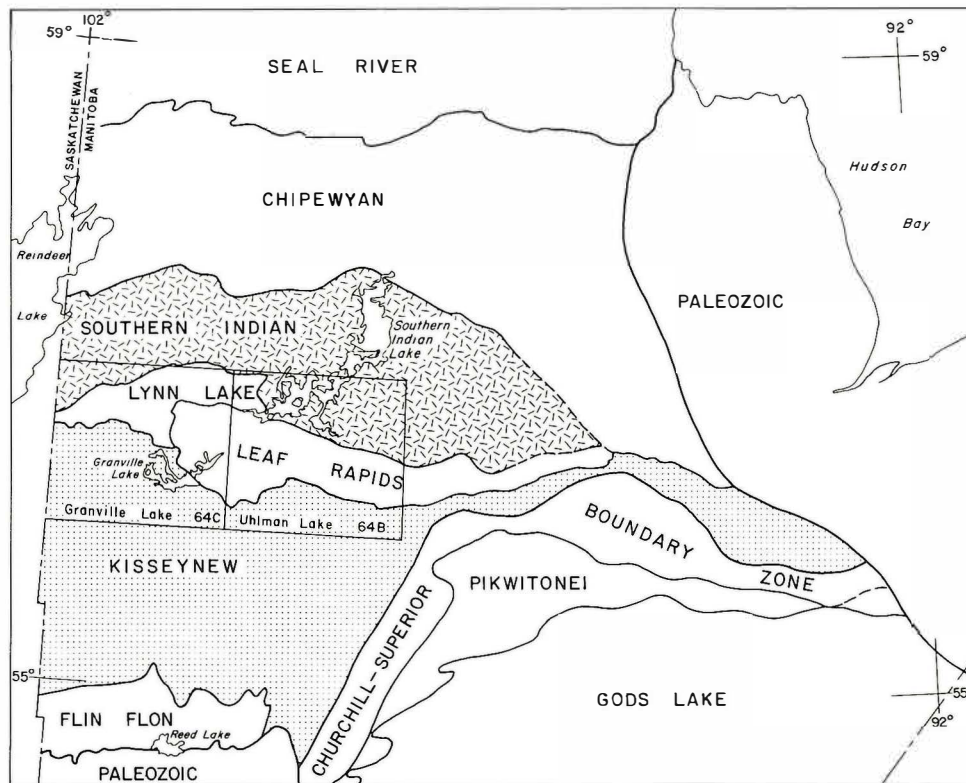 102°
59°
92°
59°
SEAL RIVER
SASKATCHEWAN
MANITOBA
Hudson
Bay
CHIPEWYAN
Reindeer
Lake
PALEOZOIC
SOUTHERN INDIAN
Southern
Indian
Lake
LYNN LAKE
LEAF RAPIDS
Granville
Lake
Granville Lake 64C
Uhlman Lake 64B
BOUNDARY
ZONE
KISSEYNEW
PIKWITONEI
CHURCHILL-SUPERIOR
55°
GODS LAKE
55°
92°
FLIN FLON
Reed Lake
PALEOZOIC